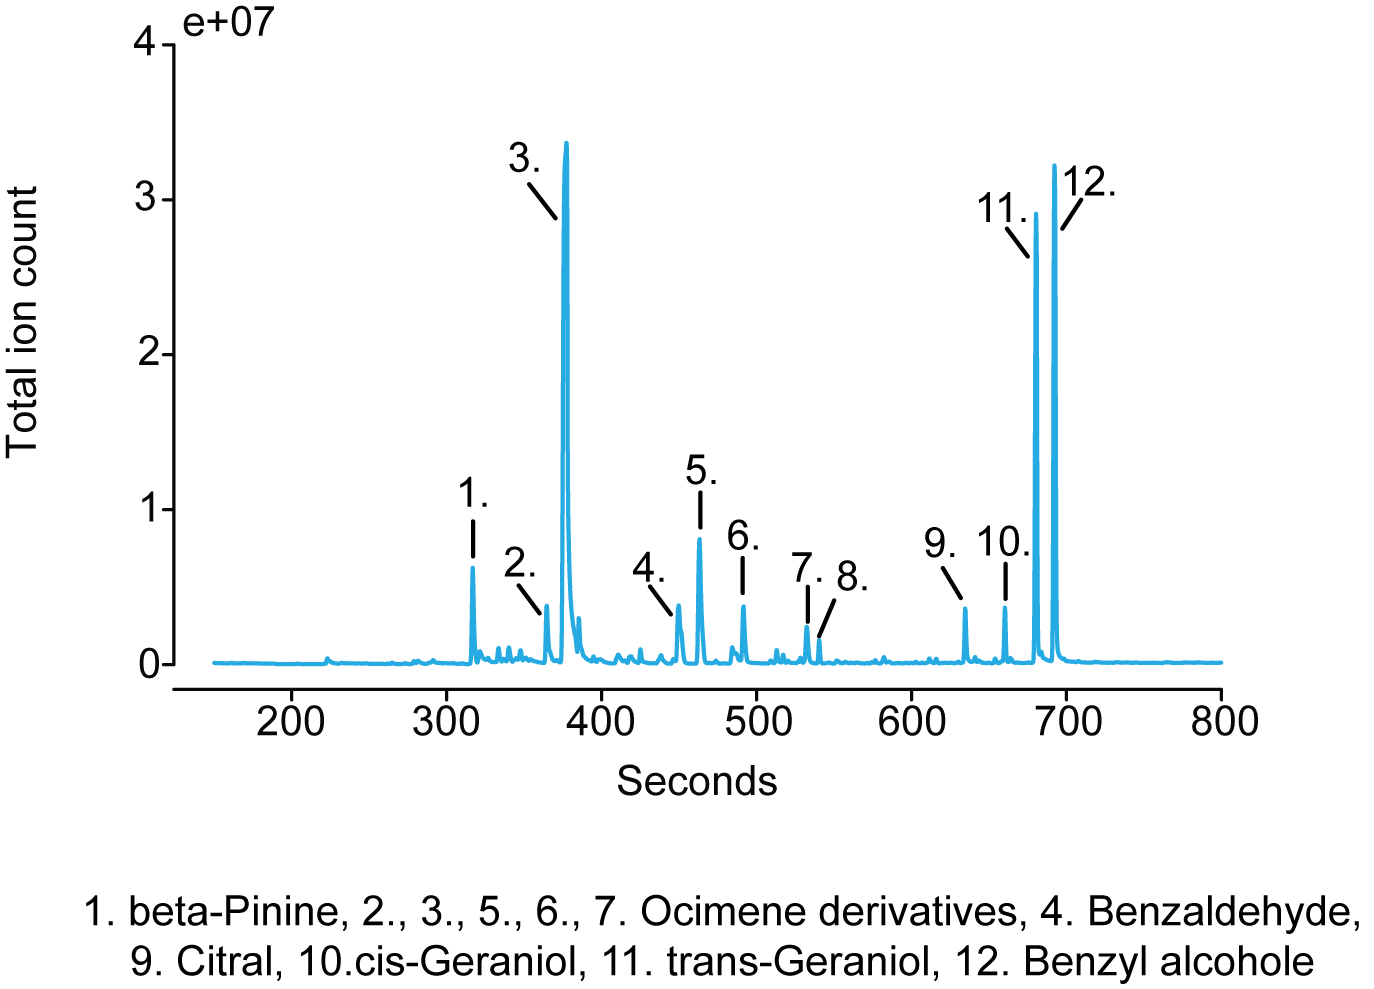 e+07
4
3
2
1
0
Total ion count
1.
2.
3.
4.
5.
6.
7.
8.
9.
10.
11.
12.
200 300 400 500 600 700 800
Seconds
1. beta-Pinine, 2., 3., 5., 6., 7. Ocimene derivatives, 4. Benzaldehyde,
9. Citral, 10.cis-Geraniol, 11. trans-Geraniol, 12. Benzyl alcohole